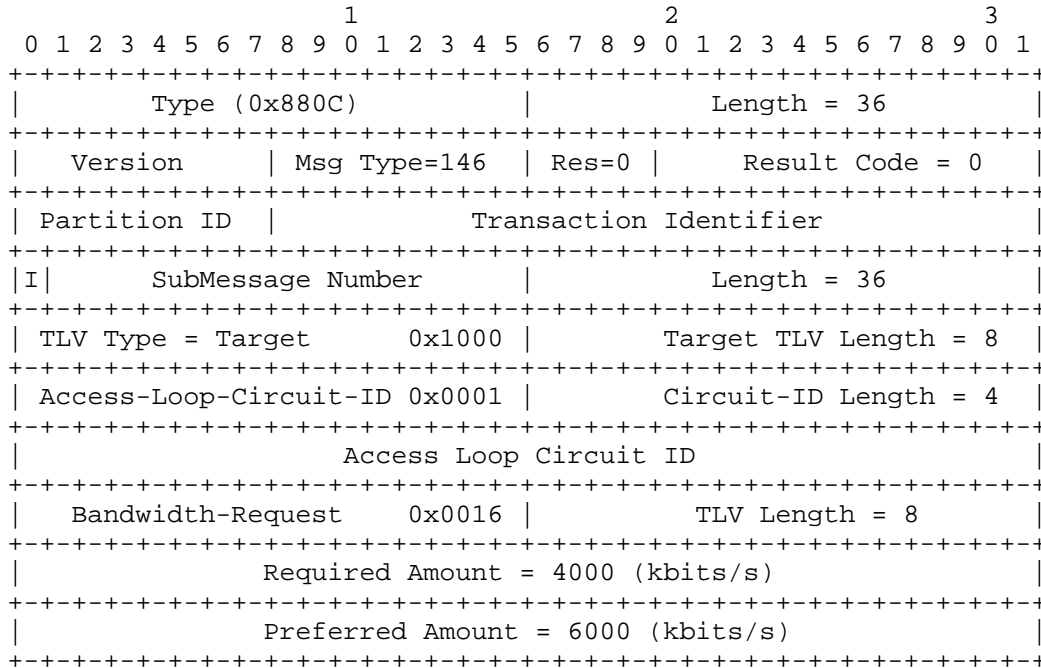 1                   2                   3
 0 1 2 3 4 5 6 7 8 9 0 1 2 3 4 5 6 7 8 9 0 1 2 3 4 5 6 7 8 9 0 1
+-+-+-+-+-+-+-+-+-+-+-+-+-+-+-+-+-+-+-+-+-+-+-+-+-+-+-+-+-+-+-+-+
|        Type (0x880C)          |           Length = 36         |
+-+-+-+-+-+-+-+-+-+-+-+-+-+-+-+-+-+-+-+-+-+-+-+-+-+-+-+-+-+-+-+-+
|   Version     | Msg Type=146  | Res=0 |     Result Code = 0   |
+-+-+-+-+-+-+-+-+-+-+-+-+-+-+-+-+-+-+-+-+-+-+-+-+-+-+-+-+-+-+-+-+
| Partition ID  |            Transaction Identifier             |
+-+-+-+-+-+-+-+-+-+-+-+-+-+-+-+-+-+-+-+-+-+-+-+-+-+-+-+-+-+-+-+-+
|I|      SubMessage Number      |           Length = 36         |
+-+-+-+-+-+-+-+-+-+-+-+-+-+-+-+-+-+-+-+-+-+-+-+-+-+-+-+-+-+-+-+-+
| TLV Type = Target      0x1000 |        Target TLV Length = 8  |
+-+-+-+-+-+-+-+-+-+-+-+-+-+-+-+-+-+-+-+-+-+-+-+-+-+-+-+-+-+-+-+-+
| Access-Loop-Circuit-ID 0x0001 |        Circuit-ID Length = 4  |
+-+-+-+-+-+-+-+-+-+-+-+-+-+-+-+-+-+-+-+-+-+-+-+-+-+-+-+-+-+-+-+-+
|                    Access Loop Circuit ID                     |
+-+-+-+-+-+-+-+-+-+-+-+-+-+-+-+-+-+-+-+-+-+-+-+-+-+-+-+-+-+-+-+-+
|   Bandwidth-Request    0x0016 |          TLV Length = 8       |
+-+-+-+-+-+-+-+-+-+-+-+-+-+-+-+-+-+-+-+-+-+-+-+-+-+-+-+-+-+-+-+-+
|               Required Amount = 4000 (kbits/s)                |
+-+-+-+-+-+-+-+-+-+-+-+-+-+-+-+-+-+-+-+-+-+-+-+-+-+-+-+-+-+-+-+-+
|               Preferred Amount = 6000 (kbits/s)               |
+-+-+-+-+-+-+-+-+-+-+-+-+-+-+-+-+-+-+-+-+-+-+-+-+-+-+-+-+-+-+-+-+